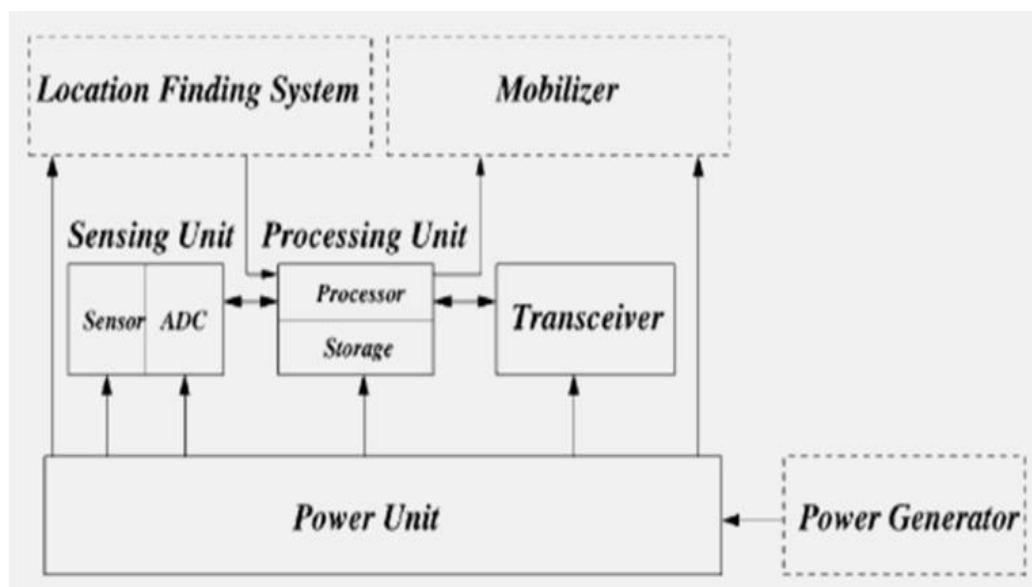 Location Finding System
Mobilizer
Sensing Unit
Processing Unit
Sensor
ADC
Processor
Storage
Transceiver
Power Unit
Power Generator